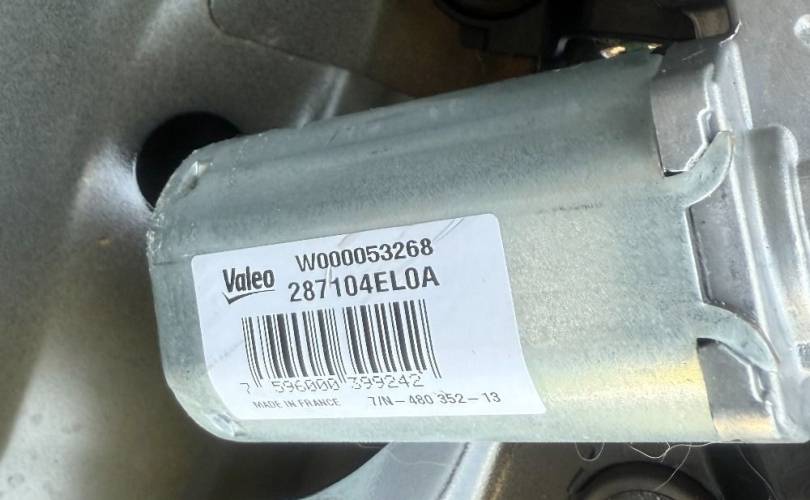 Valeo
W000053268
287104EL0A
7 596000 399242
MADE IN FRANCE 7/N-480 352-13